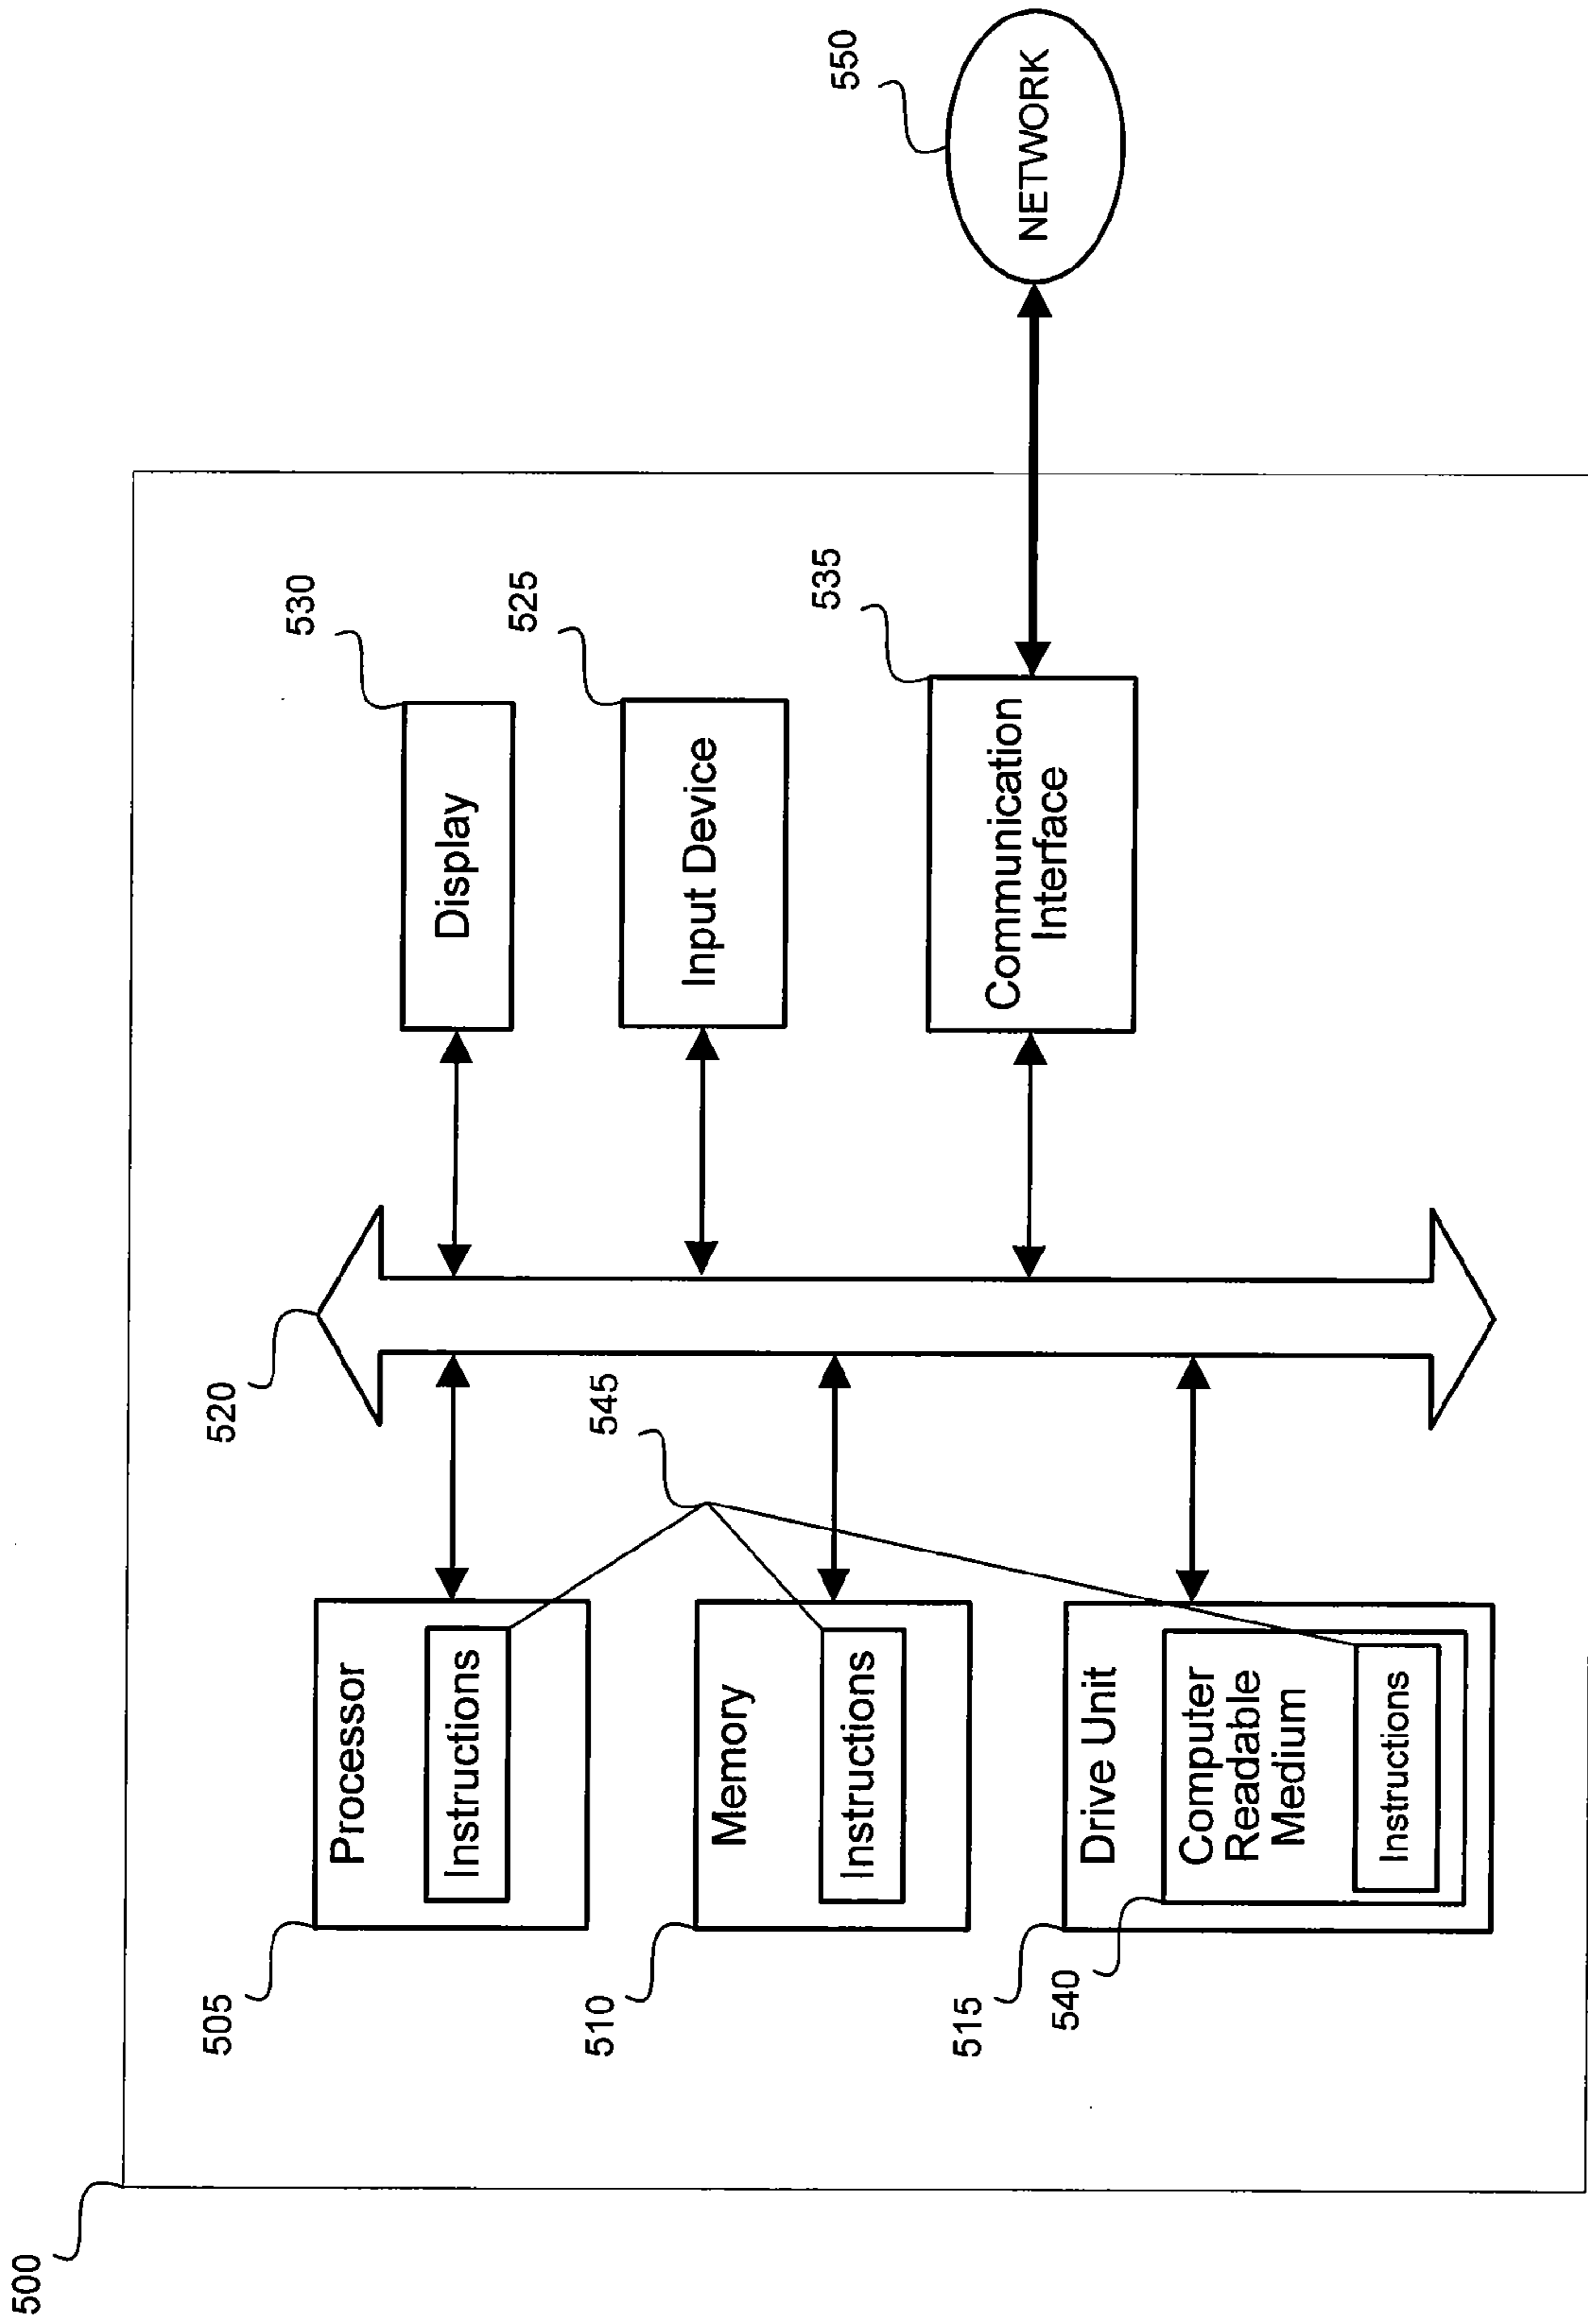 500
505
Processor
Instructions
520
530
Display
510
Memory
Instructions
545
525
Input Device
515
Drive Unit
540
Computer
Readable
Medium
Instructions
535
Communication
Interface
550
NETWORK